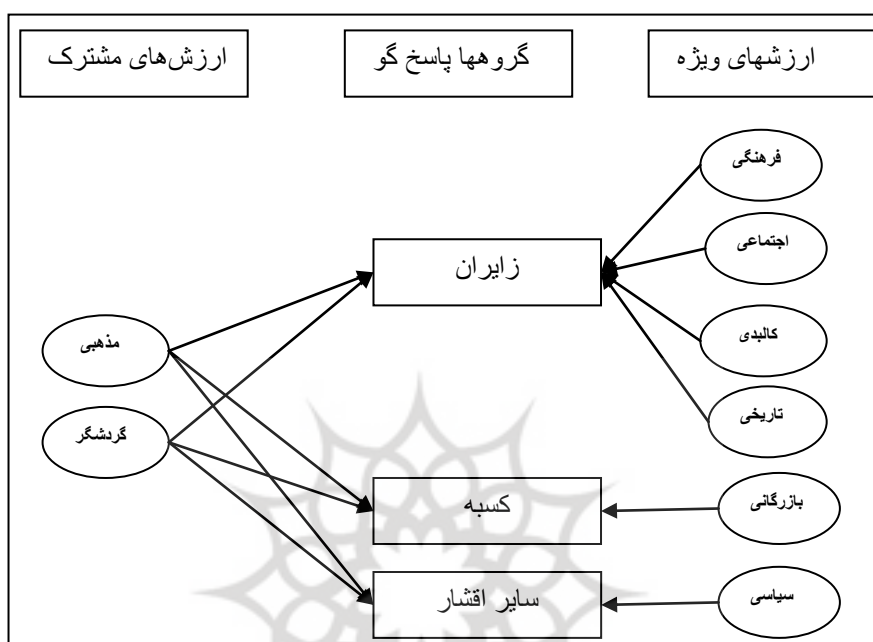 ارزشهای ویژه
گروهها پاسخ گو
ارزش‌های مشترک
فرهنگی
اجتماعی
کالبدی
تاریخی
بازرگانی
سیاسی
زایران
کسبه
سایر اقشار
مذهبی
گردشگر